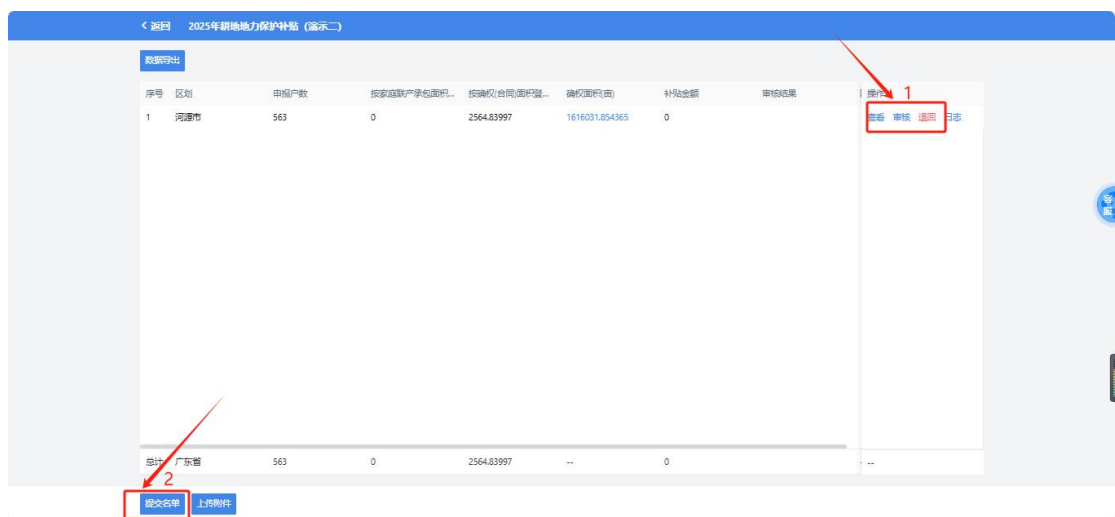 返回 2025年耕地地力保护补贴（演示二）
数据导出
序号 区划 申报户数 按家庭联产承包面积... 按确权(合同)面积登... 确权面积(亩) 补贴金额 审核结果 操作 1
1 河源市 563 0 2564.83997 1616031.854365 0 查看 审核 退回 日志
客服
总计 广东省 563 0 2564.83997 -- 0 --
2
提交名单 上传附件